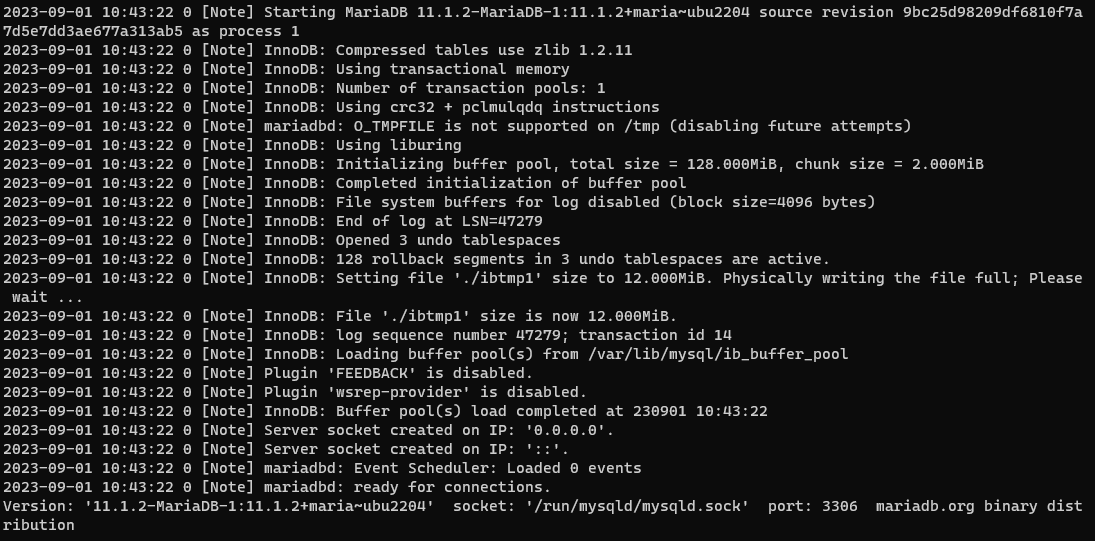 2023-09-01 10:43:22 0 [Note] Starting MariaDB 11.1.2-MariaDB-1:11.1.2+maria~ubu2204 source revision 9bc25d98209df6810f7a
7d5e7dd3ae677a313ab5 as process 1
2023-09-01 10:43:22 0 [Note] InnoDB: Compressed tables use zlib 1.2.11
2023-09-01 10:43:22 0 [Note] InnoDB: Using transactional memory
2023-09-01 10:43:22 0 [Note] InnoDB: Number of transaction pools: 1
2023-09-01 10:43:22 0 [Note] InnoDB: Using crc32 + pclmulqdq instructions
2023-09-01 10:43:22 0 [Note] mariadbd: O_TMPFILE is not supported on /tmp (disabling future attempts)
2023-09-01 10:43:22 0 [Note] InnoDB: Using liburing
2023-09-01 10:43:22 0 [Note] InnoDB: Initializing buffer pool, total size = 128.000MiB, chunk size = 2.000MiB
2023-09-01 10:43:22 0 [Note] InnoDB: Completed initialization of buffer pool
2023-09-01 10:43:22 0 [Note] InnoDB: File system buffers for log disabled (block size=4096 bytes)
2023-09-01 10:43:22 0 [Note] InnoDB: End of log at LSN=47279
2023-09-01 10:43:22 0 [Note] InnoDB: Opened 3 undo tablespaces
2023-09-01 10:43:22 0 [Note] InnoDB: 128 rollback segments in 3 undo tablespaces are active.
2023-09-01 10:43:22 0 [Note] InnoDB: Setting file './ibtmp1' size to 12.000MiB. Physically writing the file full; Please
 wait ...
2023-09-01 10:43:22 0 [Note] InnoDB: File './ibtmp1' size is now 12.000MiB.
2023-09-01 10:43:22 0 [Note] InnoDB: log sequence number 47279; transaction id 14
2023-09-01 10:43:22 0 [Note] InnoDB: Loading buffer pool(s) from /var/lib/mysql/ib_buffer_pool
2023-09-01 10:43:22 0 [Note] Plugin 'FEEDBACK' is disabled.
2023-09-01 10:43:22 0 [Note] Plugin 'wsrep-provider' is disabled.
2023-09-01 10:43:22 0 [Note] InnoDB: Buffer pool(s) load completed at 230901 10:43:22
2023-09-01 10:43:22 0 [Note] Server socket created on IP: '0.0.0.0'.
2023-09-01 10:43:22 0 [Note] Server socket created on IP: '::'.
2023-09-01 10:43:22 0 [Note] mariadbd: Event Scheduler: Loaded 0 events
2023-09-01 10:43:22 0 [Note] mariadbd: ready for connections.
Version: '11.1.2-MariaDB-1:11.1.2+maria~ubu2204'  socket: '/run/mysqld/mysqld.sock'  port: 3306  mariadb.org binary dist
ribution